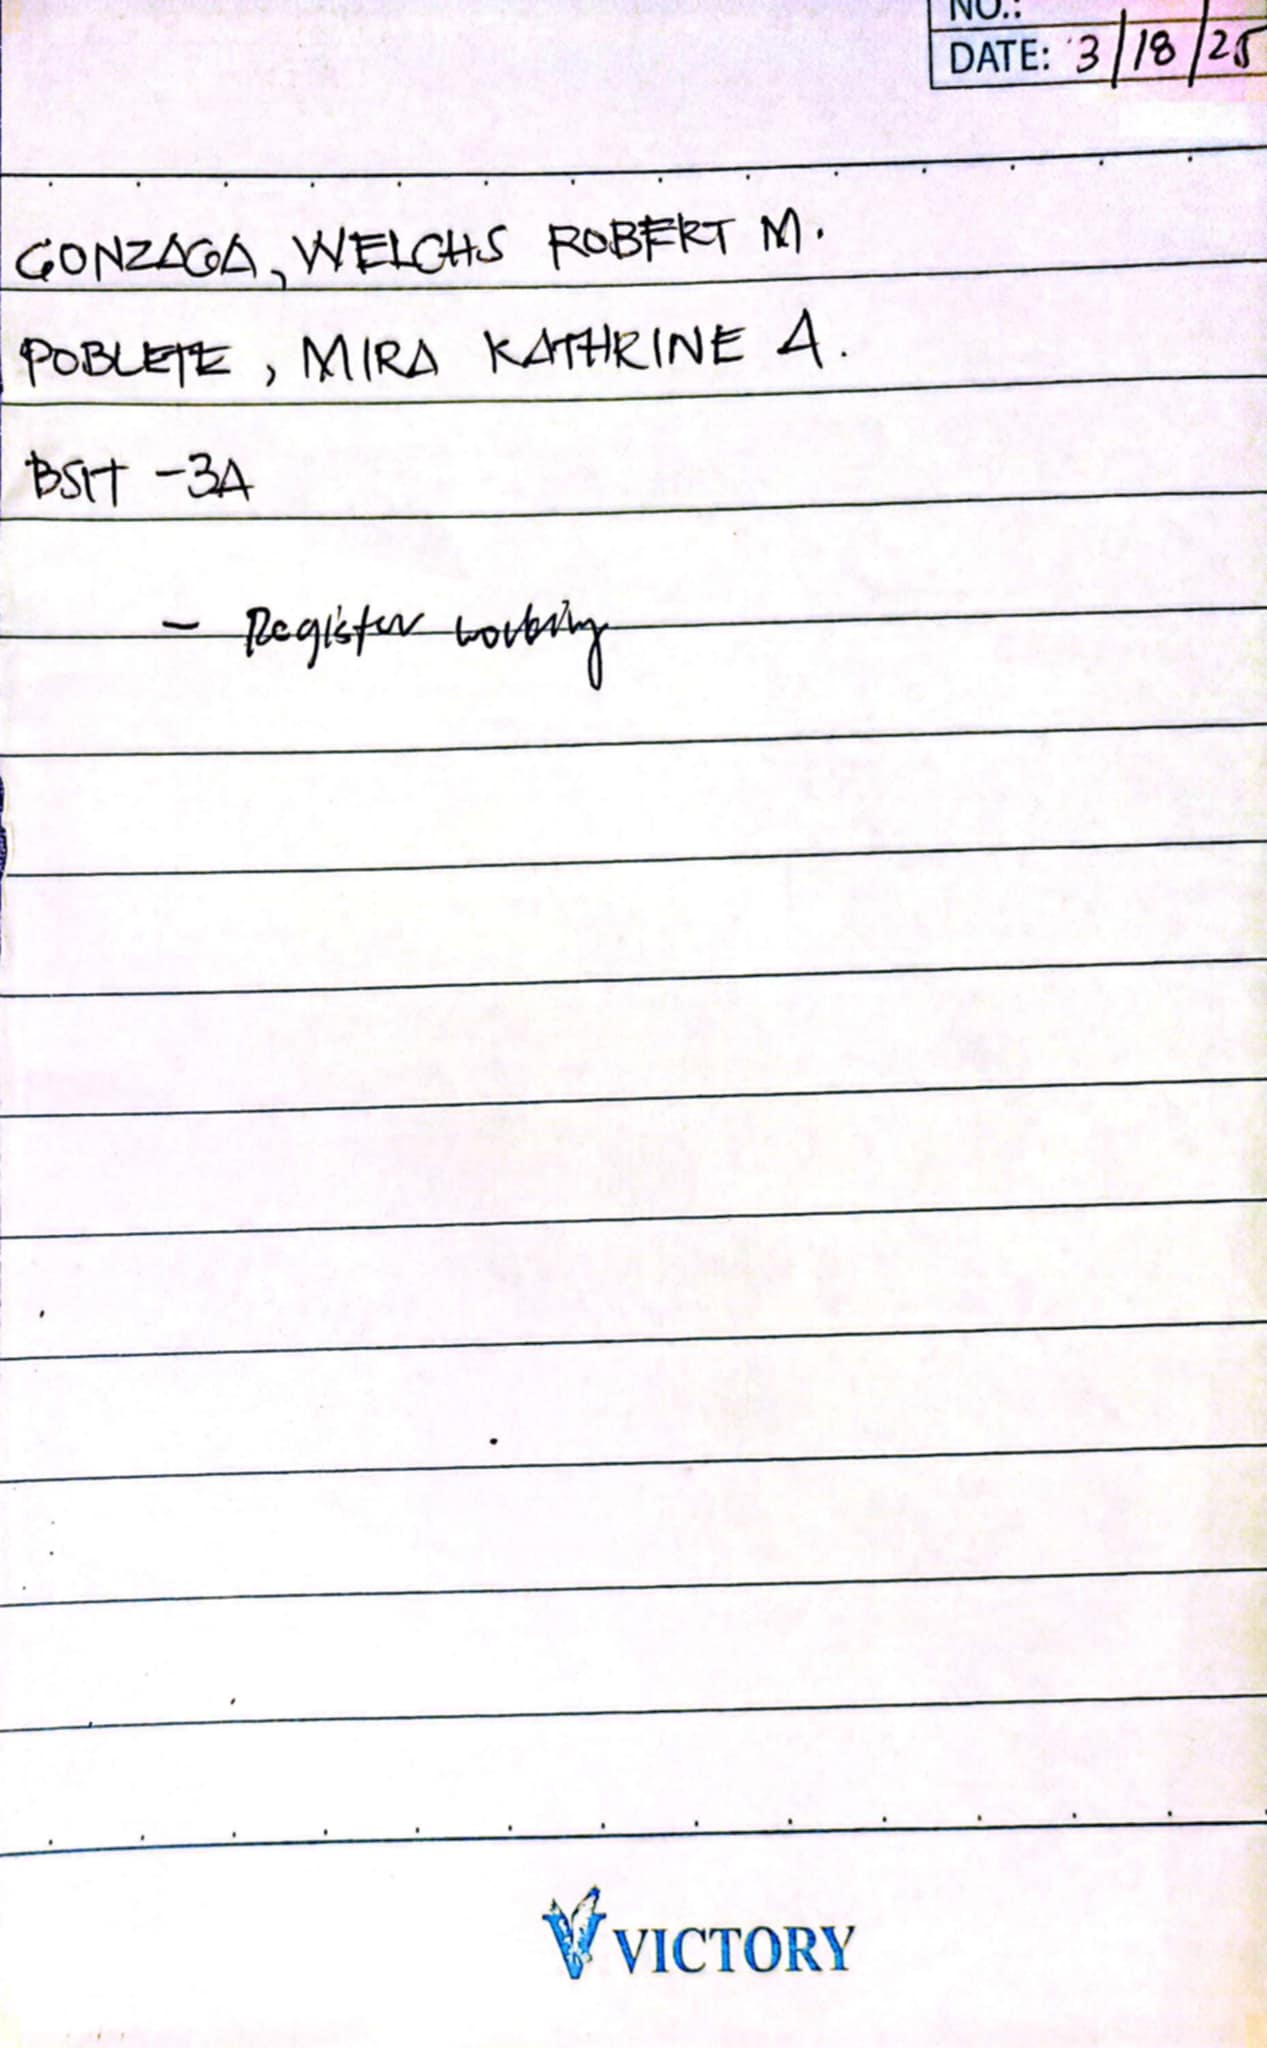 NO.:
DATE: 3/18/25
GONZAGA, WELCHS ROBERT M.
POBLETE, MIRA KATHRINE A.
BSIT -3A
- Register working
VICTORY